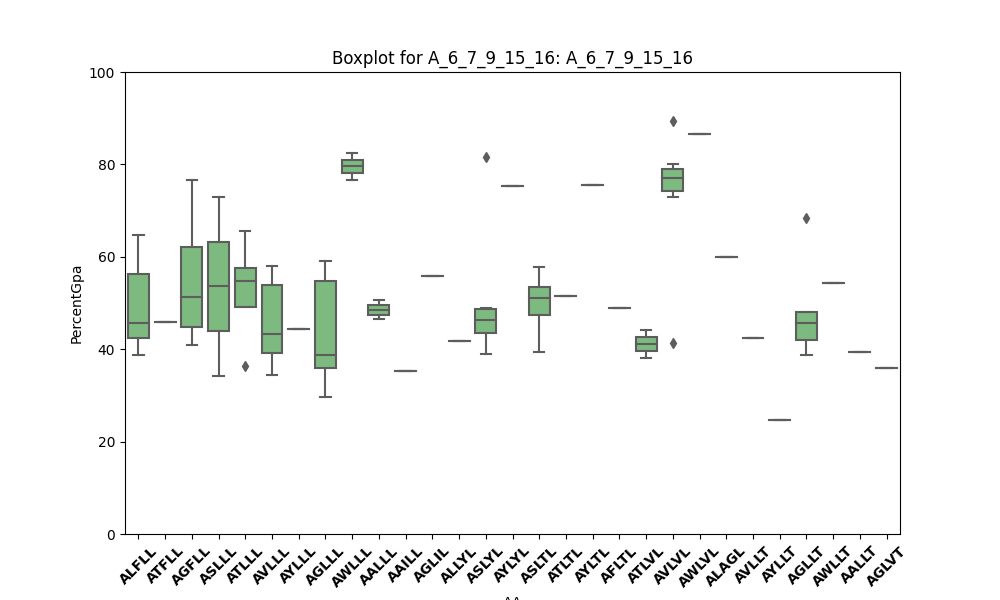 Boxplot for A_6_7_9_15_16: A_6_7_9_15_16
100
80
60
40
20
0
PercentGpa
ALFLL
ATFLL
AGFLL
ASLLL
ATLLL
AVLLL
AYLLL
AGLLL
AWLLL
AALLL
AAILL
AGLIL
ALLYL
ASLYL
AYLYL
ASLTL
ATLTL
AYLTL
AFLTL
ATLVL
AVLVL
AWLVL
ALAGL
AVLLT
AYLLT
AGLLT
AWLLT
AALLT
AGLVT